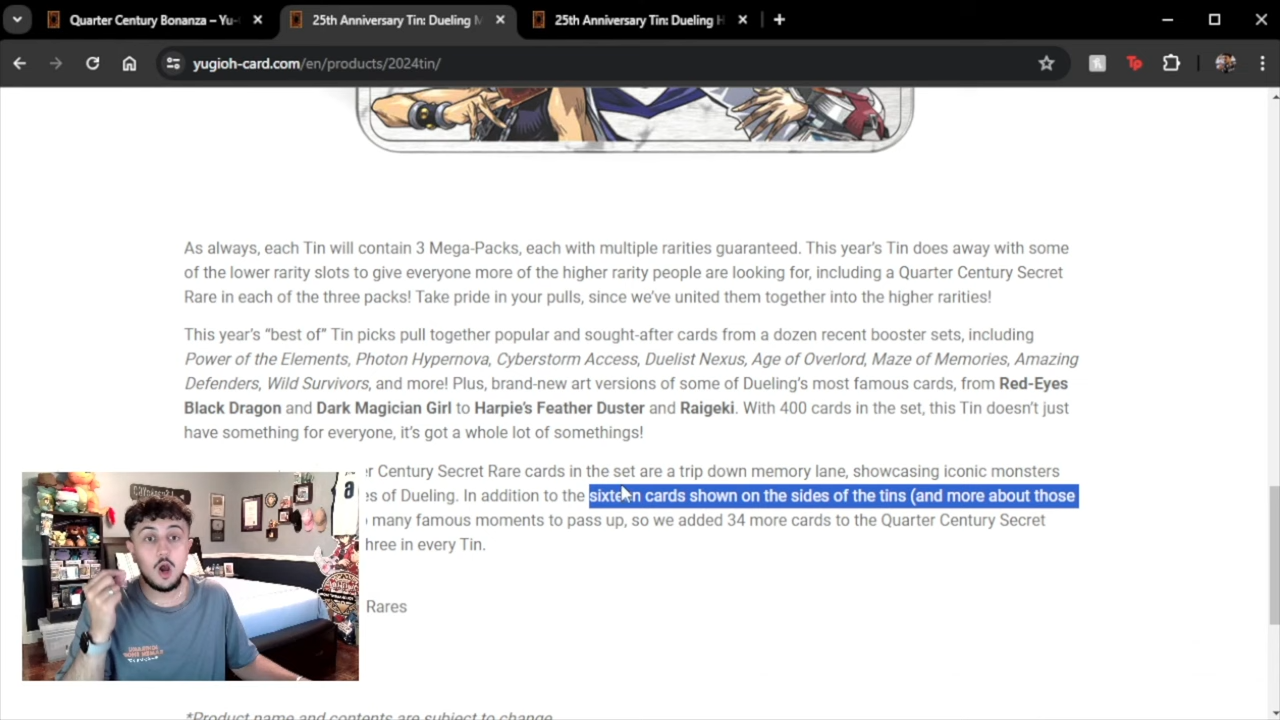 Quarter Century Bonanza – Yu-
25th Anniversary Tin: Dueling M
25th Anniversary Tin: Dueling
yugioh-card.com/en/products/2024tin/
As always, each Tin will contain 3 Mega-Packs, each with multiple rarities guaranteed. This year's Tin does away with some
of the lower rarity slots to give everyone more of the higher rarity people are looking for, including a Quarter Century Secret
Rare in each of the three packs! Take pride in your pulls, since we've united them together into the higher rarities!
This year's “best of” Tin picks pull together popular and sought-after cards from a dozen recent booster sets, including
Power of the Elements, Photon Hypernova, Cyberstorm Access, Duelist Nexus, Age of Overlord, Maze of Memories, Amazing
Defenders, Wild Survivors, and more! Plus, brand-new art versions of some of Dueling's most famous cards, from Red-Eyes
Black Dragon and Dark Magician Girl to Harpie's Feather Duster and Raigeki. With 400 cards in the set, this Tin doesn't just
have something for everyone, it's got a whole lot of somethings!
er Century Secret Rare cards in the set are a trip down memory lane, showcasing iconic monsters
es of Dueling. In addition to the sixteen cards shown on the sides of the tins (and more about those
many famous moments to pass up, so we added 34 more cards to the Quarter Century Secret
hree in every Tin.
Rares
*Product name and contents are subject to change.